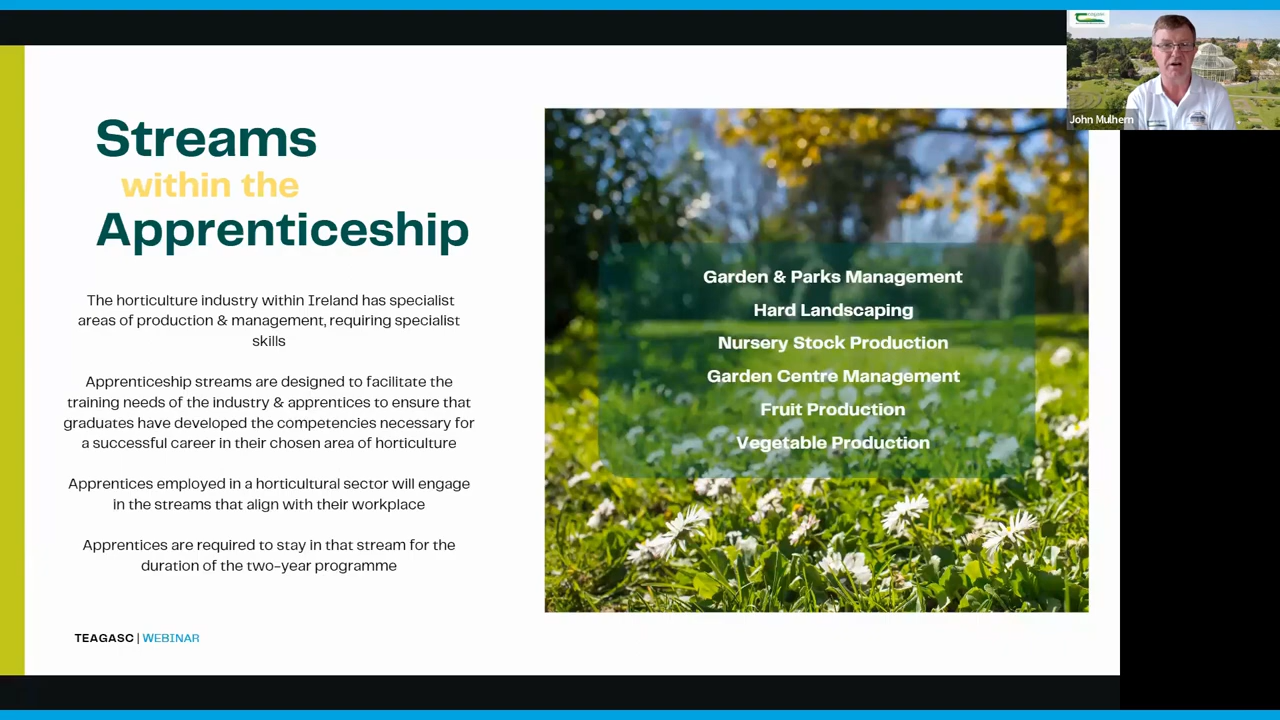 Streams
within the
Apprenticeship
The horticulture industry within Ireland has specialist
areas of production & management, requiring specialist
skills
Apprenticeship streams are designed to facilitate the
training needs of the industry & apprentices to ensure that
graduates have developed the competencies necessary for
a successful career in their chosen area of horticulture
Apprentices employed in a horticultural sector will engage
in the streams that align with their workplace
Apprentices are required to stay in that stream for the
duration of the two-year programme
TEAGASC | WEBINAR
Garden & Parks Management
Hard Landscaping
Nursery Stock Production
Garden Centre Management
Fruit Production
Vegetable Production
John Mulhern